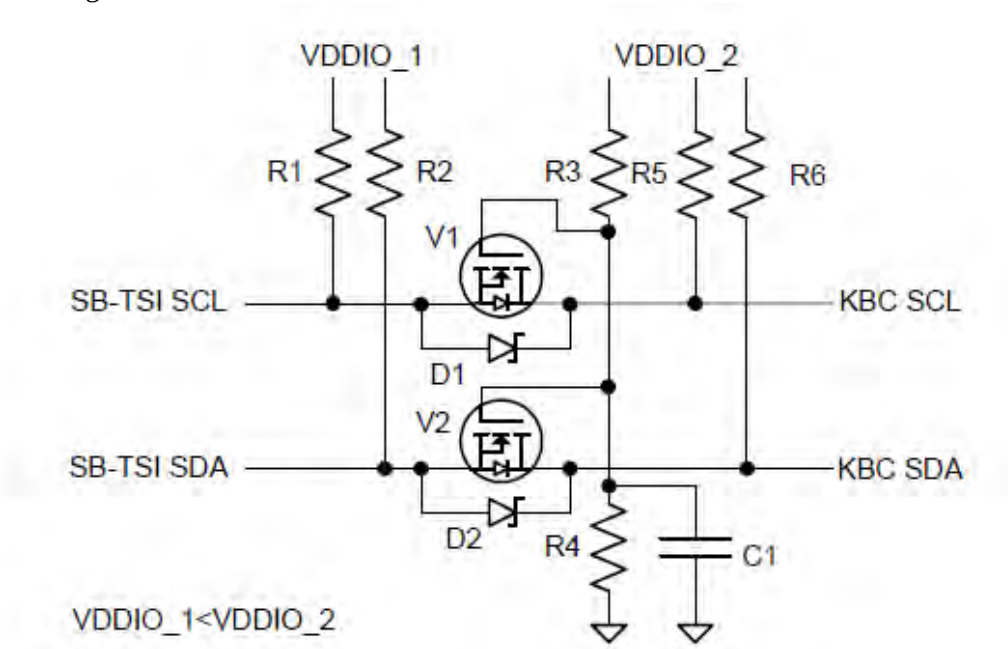 VDDIO_1 VDDIO_2
R1 R2 R3 R5 R6
V1
SB-TSI SCL KBC SCL
D1
V2
SB-TSI SDA KBC SDA
D2 R4 C1
VDDIO_1<VDDIO_2